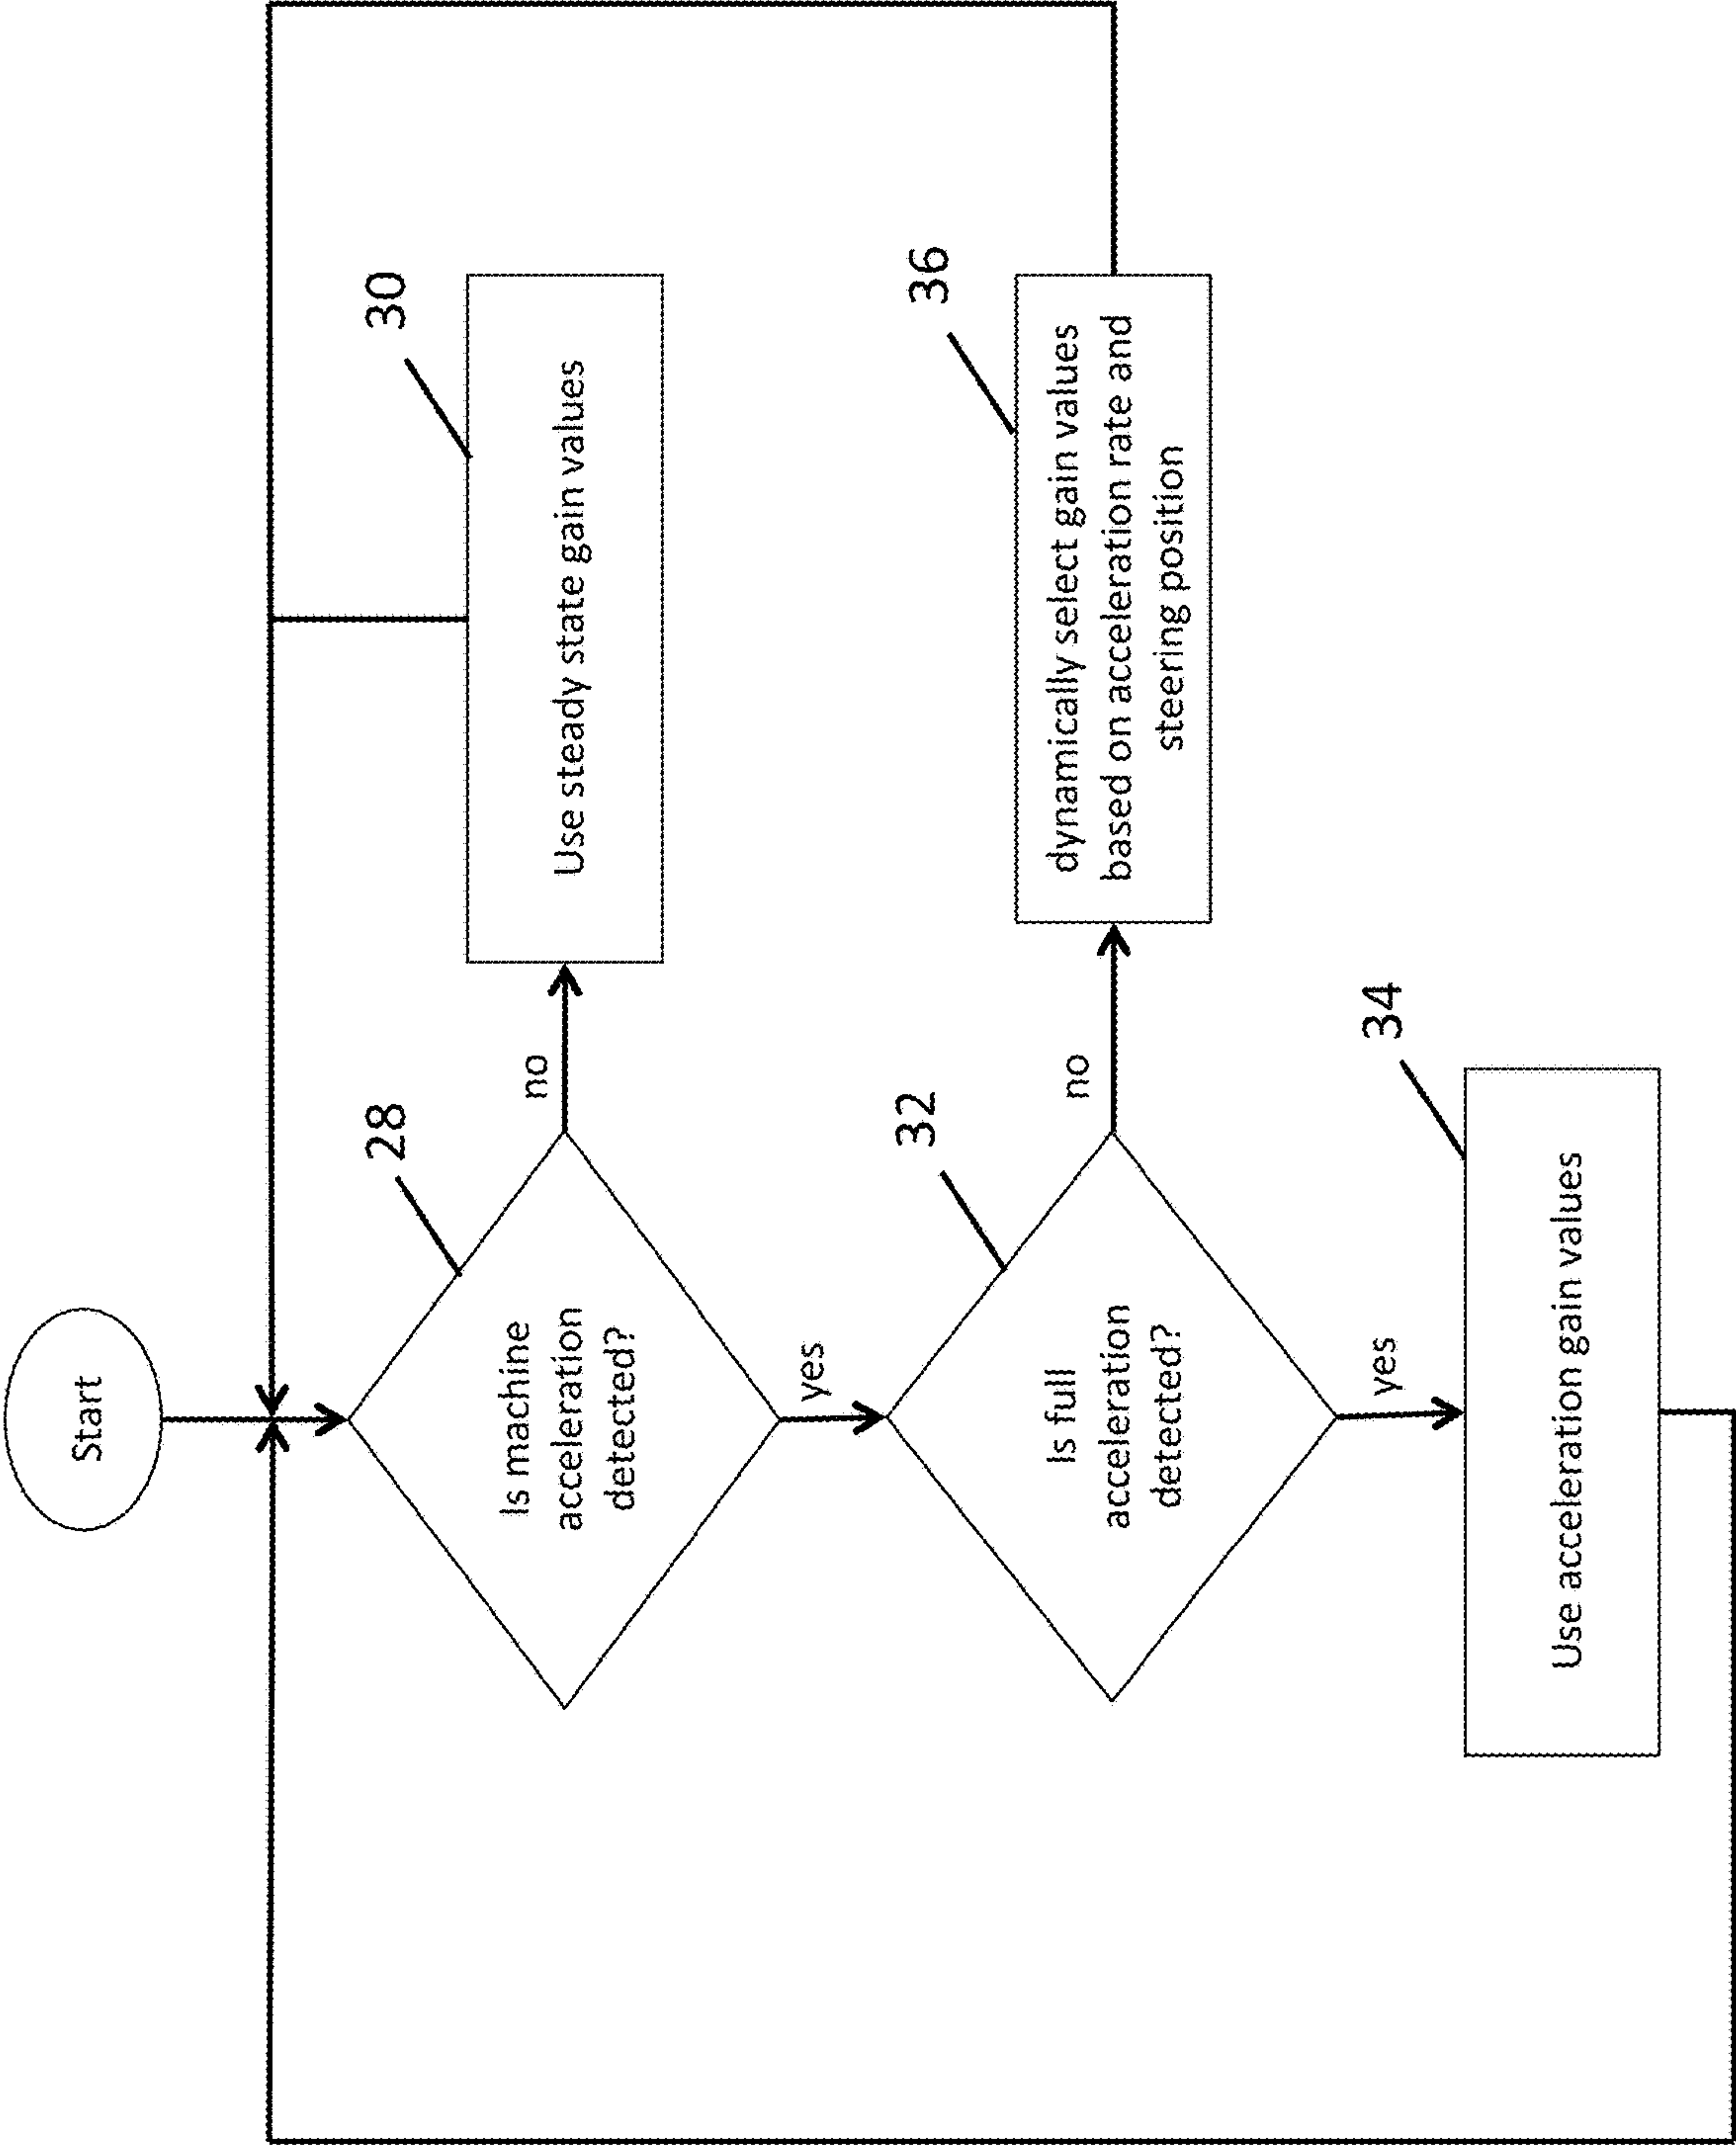 Start
28
Is machine
acceleration
detected?
no
30
Use steady state gain values
yes
32
Is full
acceleration
detected?
no
36
dynamically select gain values
based on acceleration rate and
steering position
yes
34
Use acceleration gain values